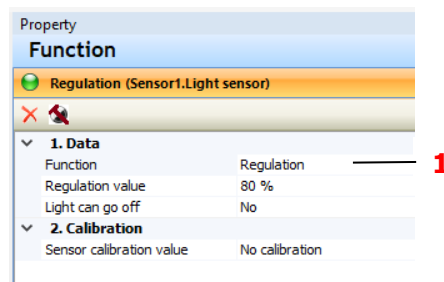 Property
Function
Regulation (Sensor1.Light sensor)
1. Data
Function Regulation 1
Regulation value 80 %
Light can go off No
2. Calibration
Sensor calibration value No calibration